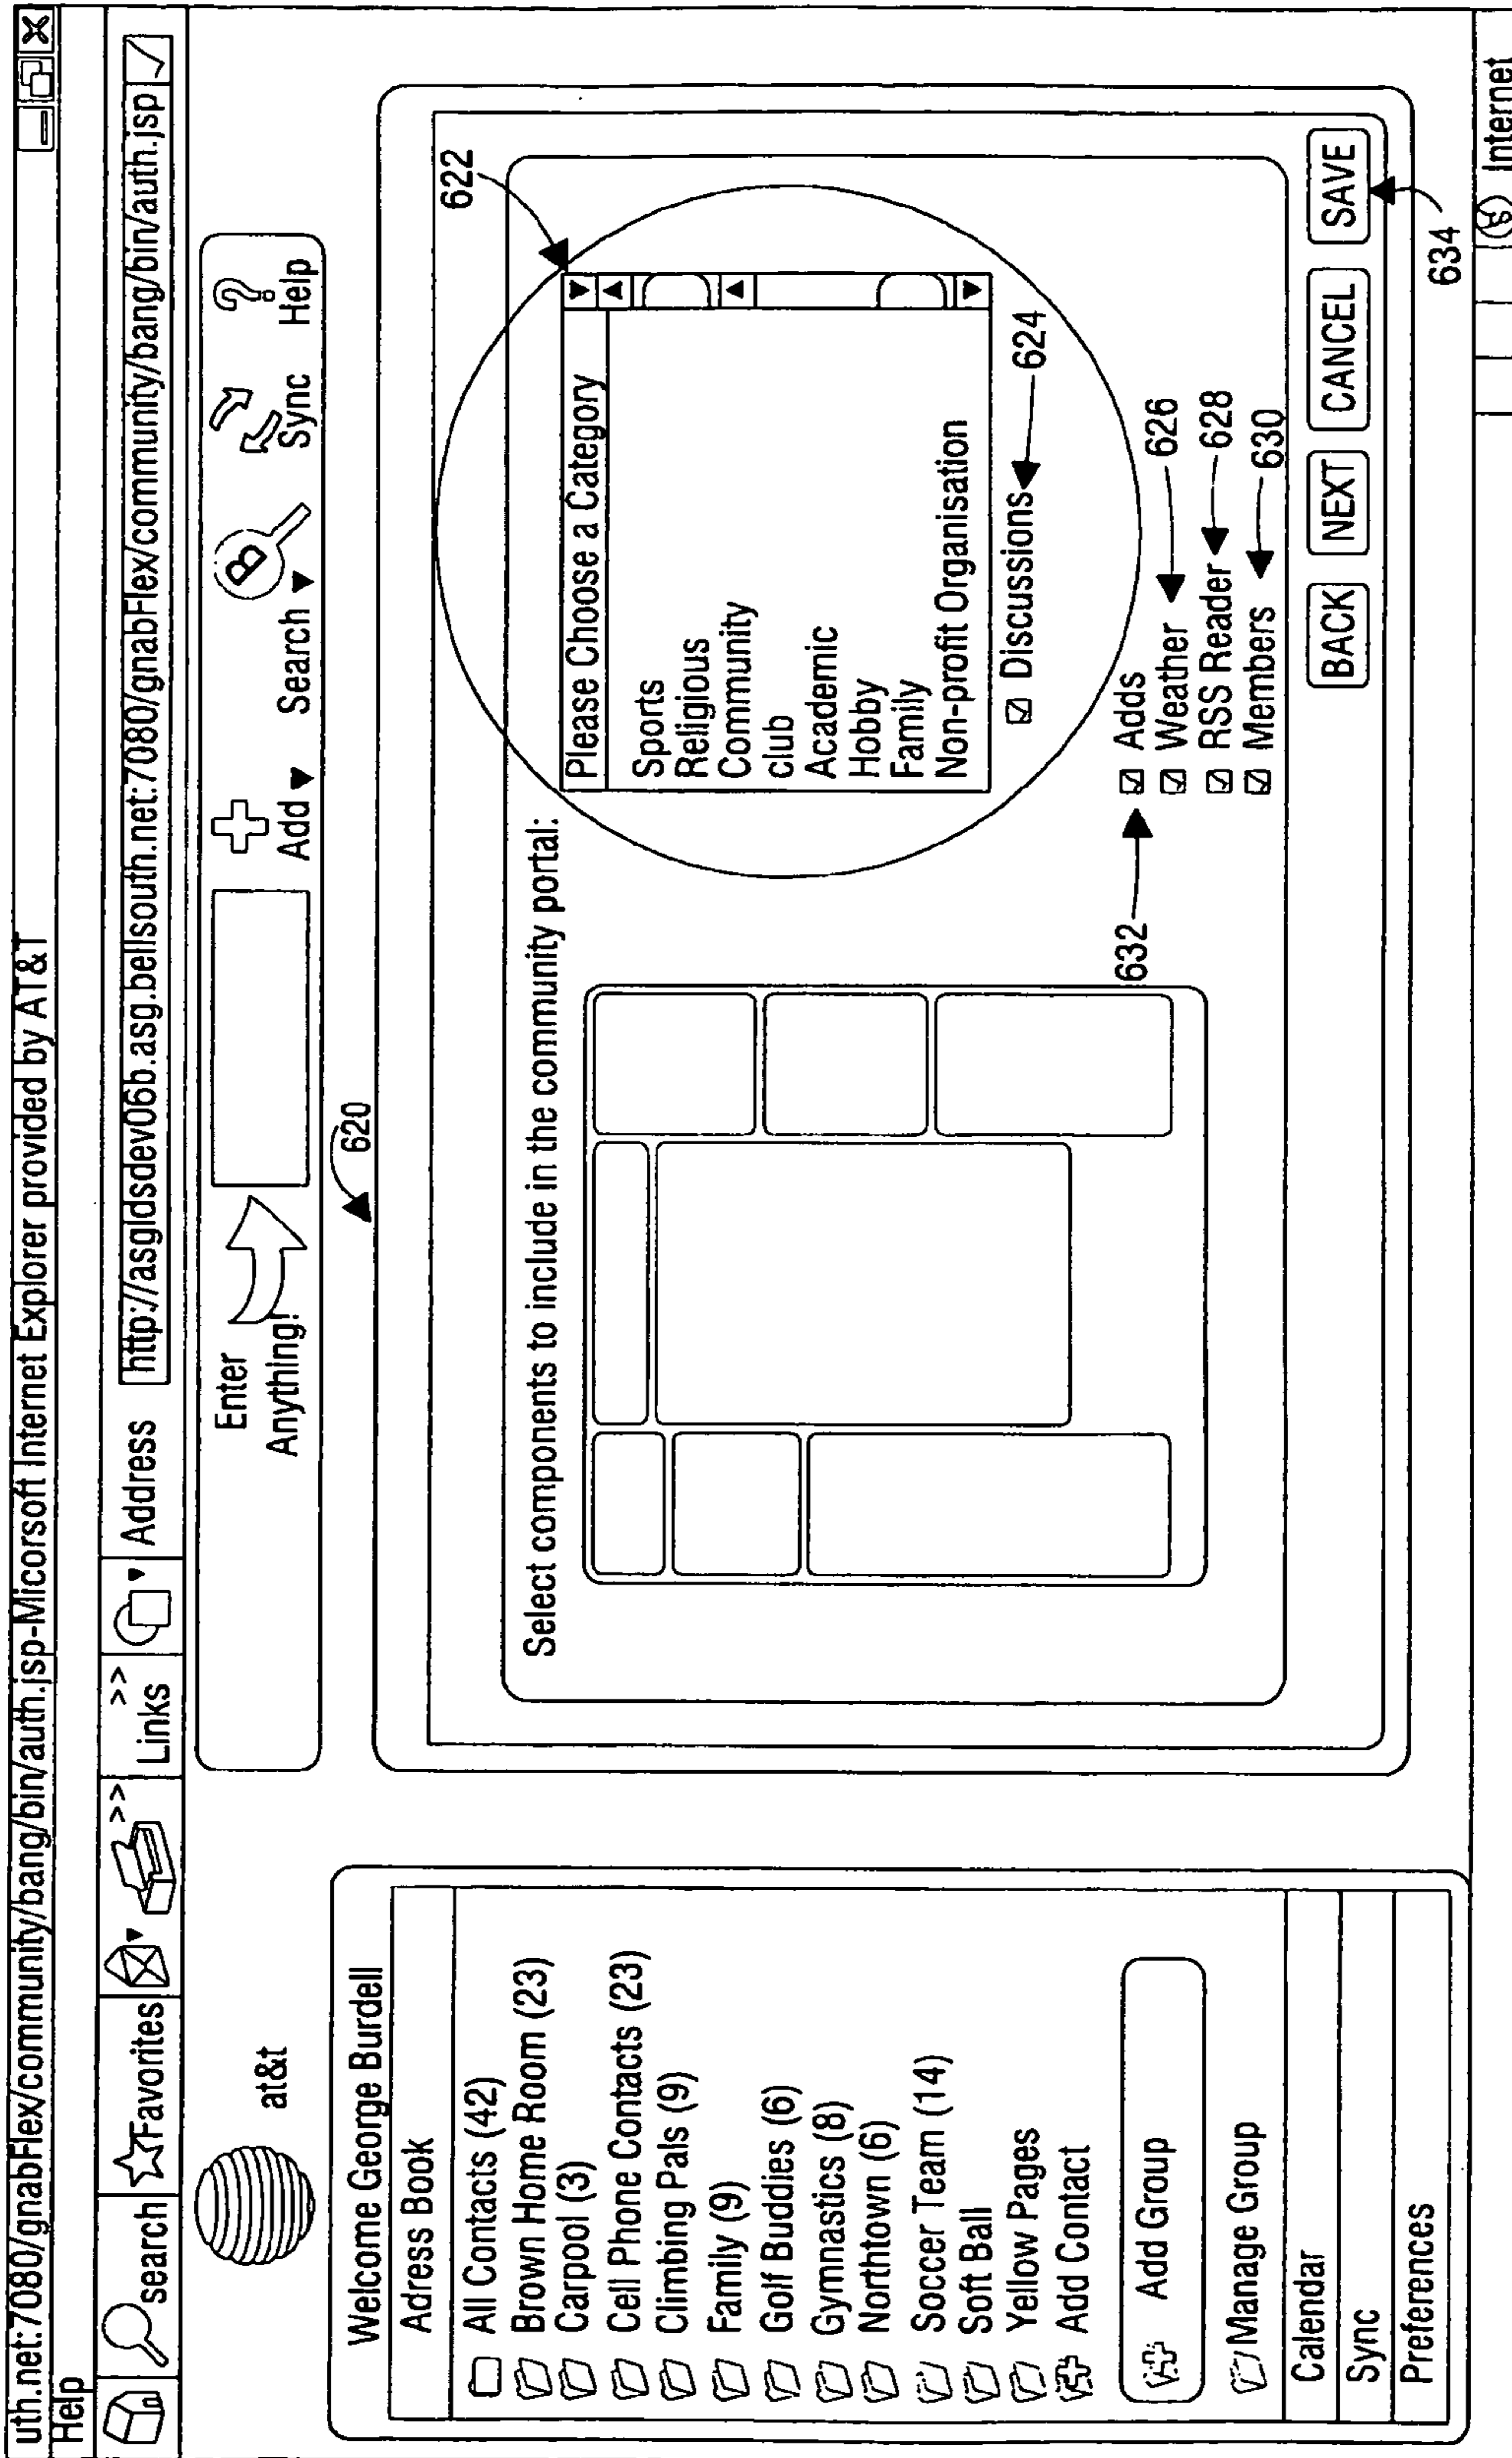 uth.net:7080/gnabFlex/community/bang/bin/auth.jsp-Micorsoft Internet Explorer provided by AT&T
Help
search
Favorites
>>
Links >>
Address
http://asgldsdev06b.asg.bellsouth.net:7080/gnabFlex/community/bang/bin/auth.jsp
at&t
Enter
Anything!
Add
B
Search
Sync
?
Help
Welcome George Burdell
Adress Book
All Contacts (42)
Brown Home Room (23)
Carpool (3)
Cell Phone Contacts (23)
Climbing Pals (9)
Family (9)
Golf Buddies (6)
Gymnastics (8)
Northtown (6)
Soccer Team (14)
Soft Ball
Yellow Pages
Add Contact
Add Group
Manage Group
Calendar
Sync
Preferences
620
622
Select components to include in the community portal:
Please Choose a Category
Sports
Religious
Community
club
Academic
Hobby
Family
Non-profit Organisation
Discussions
624
632
Adds
Weather
626
RSS Reader
628
Members
630
BACK
NEXT
CANCEL
SAVE
634
Internet